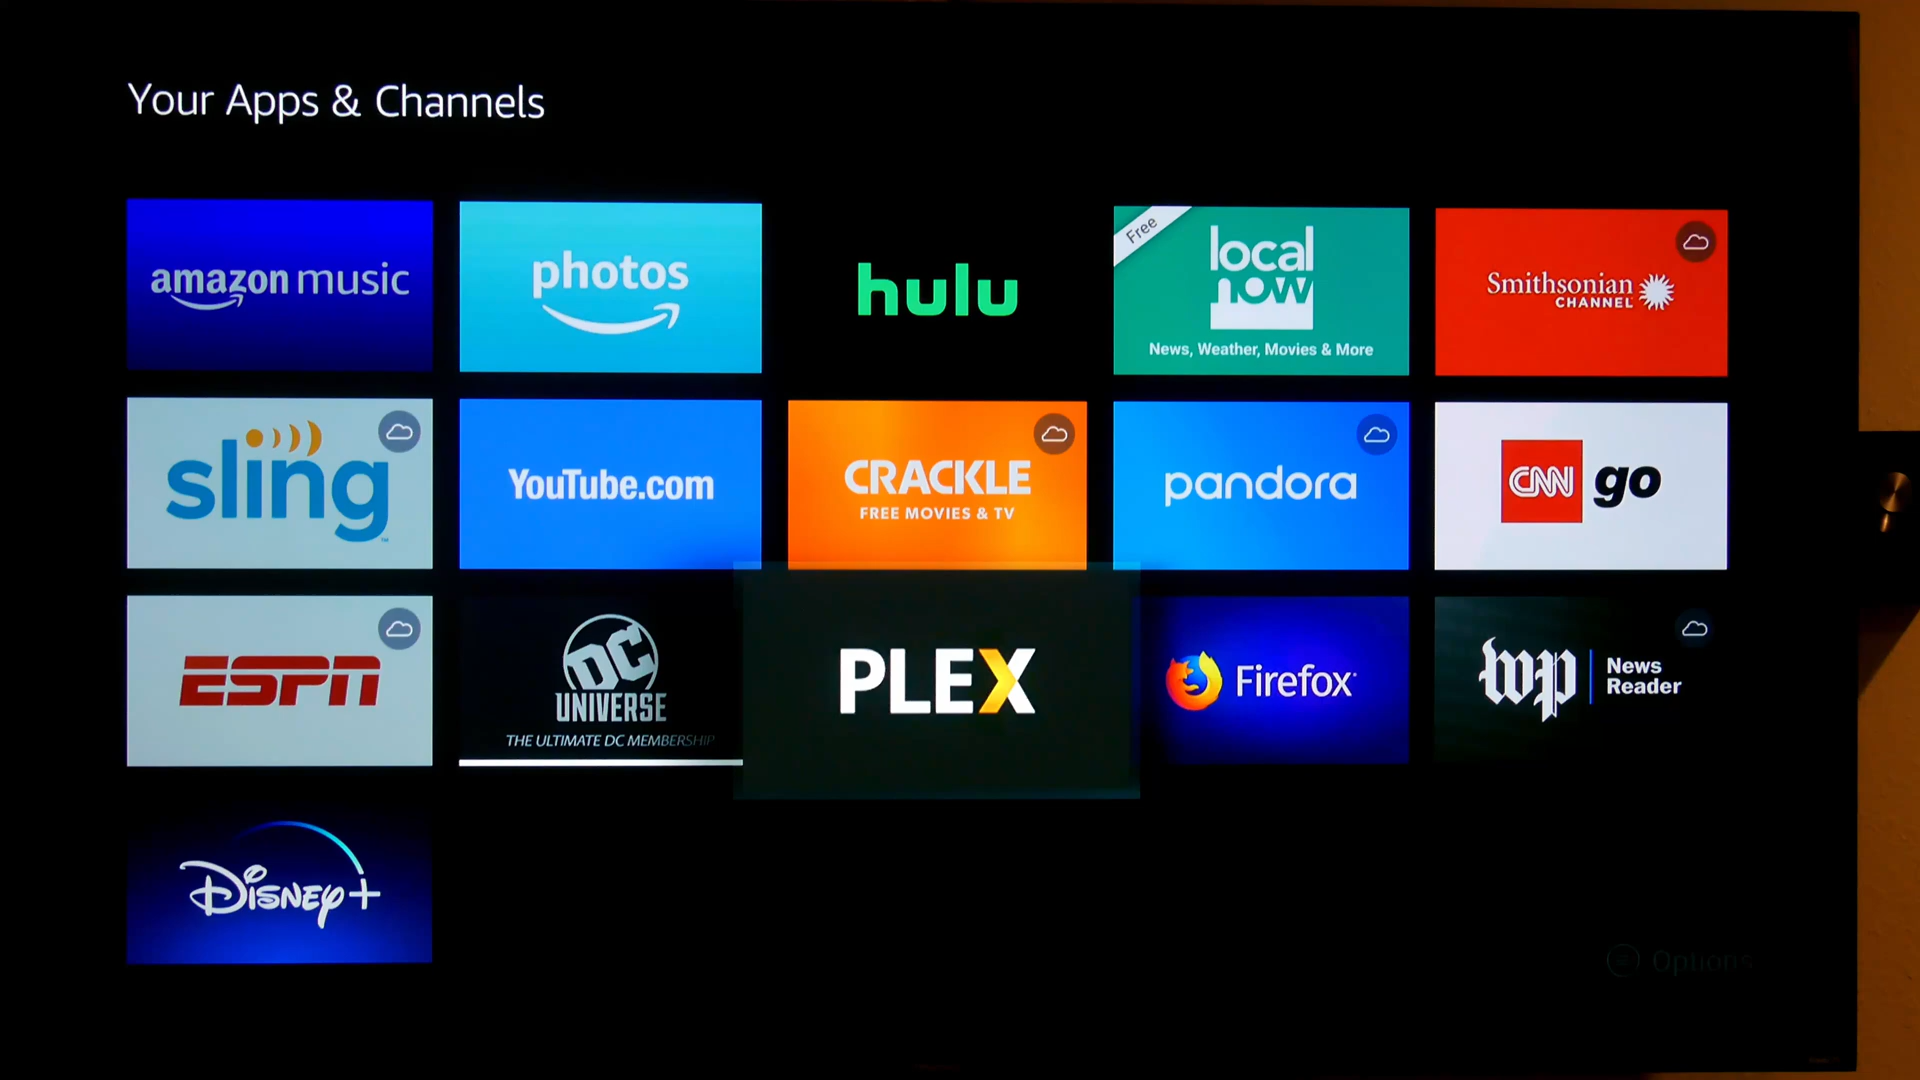 Your Apps & Channels
amazon music
photos
hulu
Free
local
now
News, Weather, Movies & More
Smithsonian
CHANNEL
sling
YouTube.com
CRACKLE
FREE MOVIES & TV
pandora
CNN go
ESPN
DC
UNIVERSE
THE ULTIMATE DC MEMBERSHIP
PLEX
Firefox
wp
News
Reader
Disney+
Options